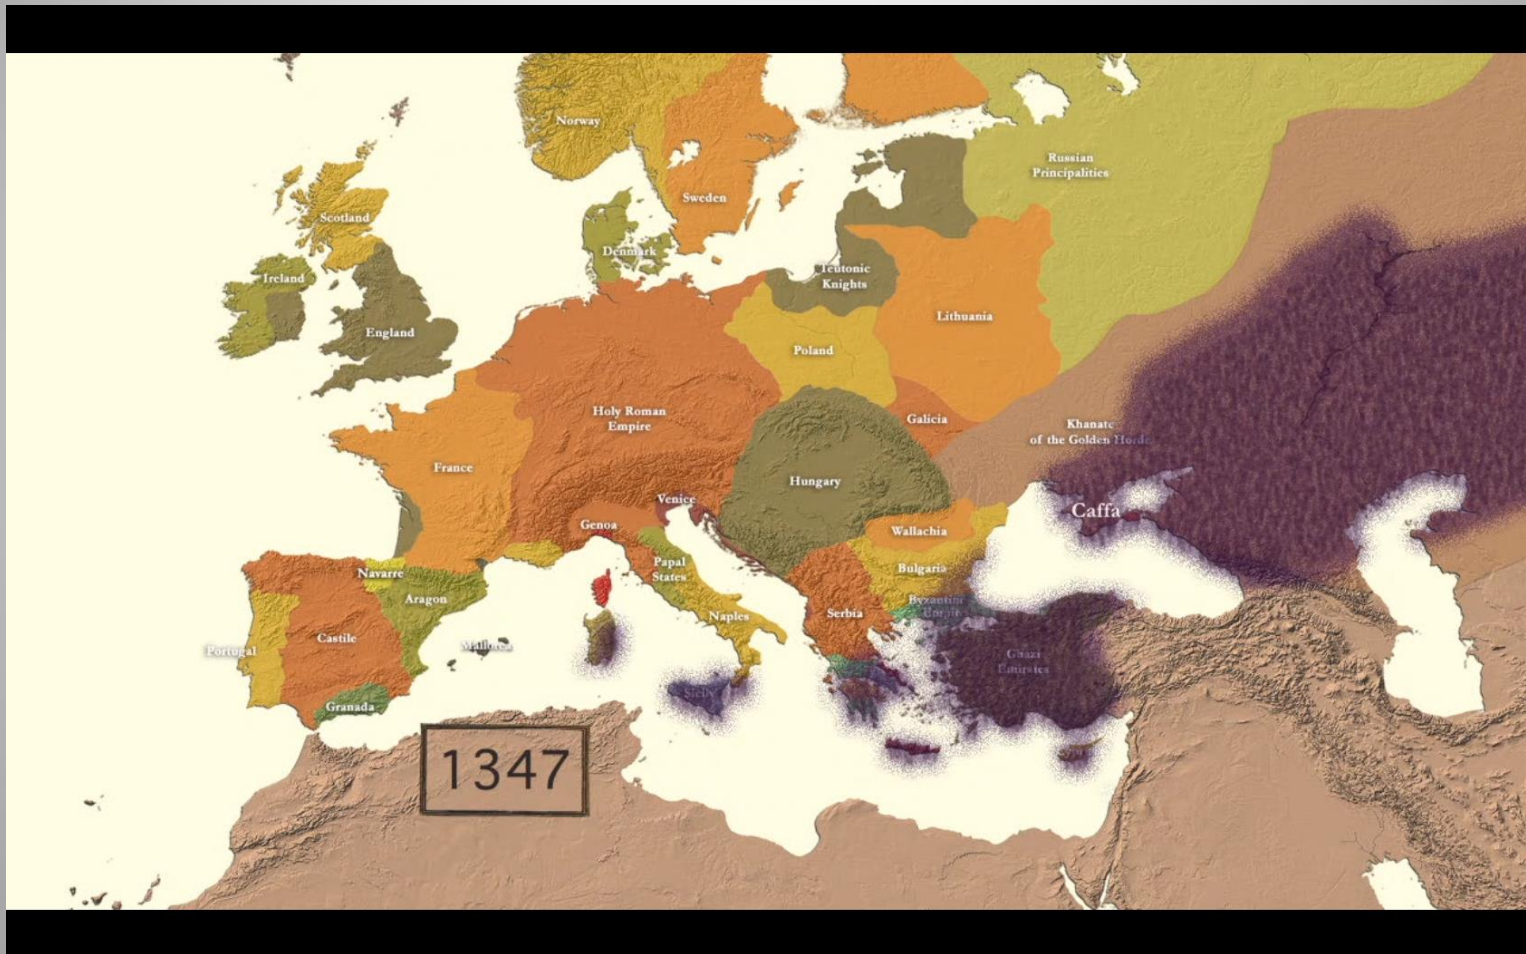 Norway
Russian
Principalities
Sweden
Scotland
Denmark
Teutonic
Knights
Ireland
Lithuania
England
Poland
Holy Roman
Empire
Galicia
Khanate
of the Golden Horde
France
Hungary
Venice
Caffa
Genoa
Wallachia
Papal
States
Bulgaria
Navarre
Aragon
Byzantine
Empire
Naples
Serbia
Castile
Portugal
Mallorca
Ghazi
Emirates
Sicily
Granada
1347